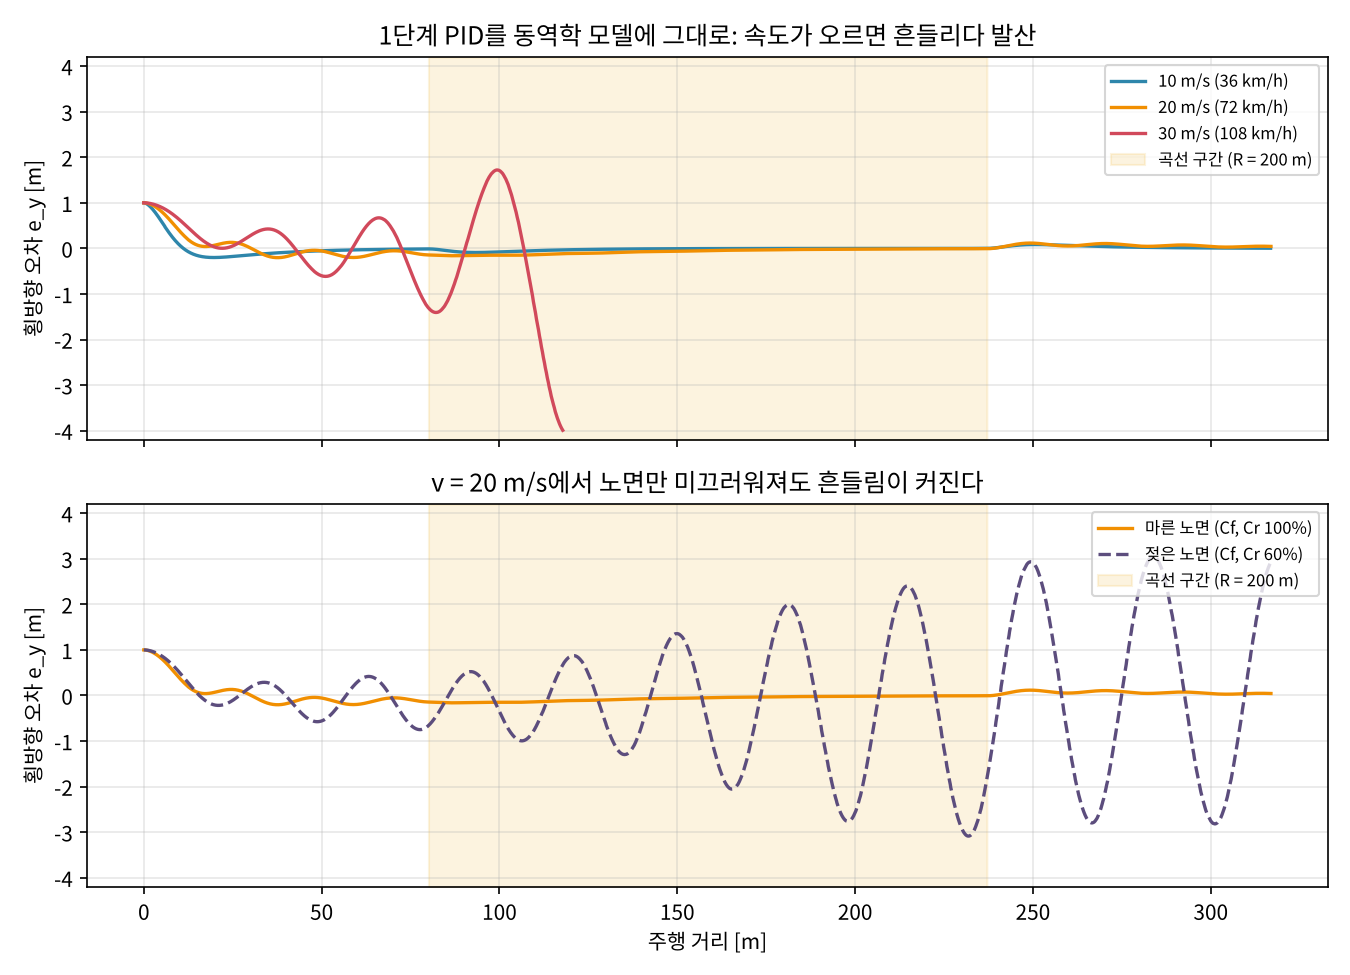 1단계 PID를 동역학 모델에 그대로: 속도가 오르면 흔들리다 발산
횡방향 오차 e_y [m]
4
3
2
1
0
-1
-2
-3
-4
10 m/s (36 km/h)
20 m/s (72 km/h)
30 m/s (108 km/h)
곡선 구간 (R = 200 m)
v = 20 m/s에서 노면만 미끄러워져도 흔들림이 커진다
횡방향 오차 e_y [m]
4
3
2
1
0
-1
-2
-3
-4
마른 노면 (Cf, Cr 100%)
젖은 노면 (Cf, Cr 60%)
곡선 구간 (R = 200 m)
0 50 100 150 200 250 300
주행 거리 [m]